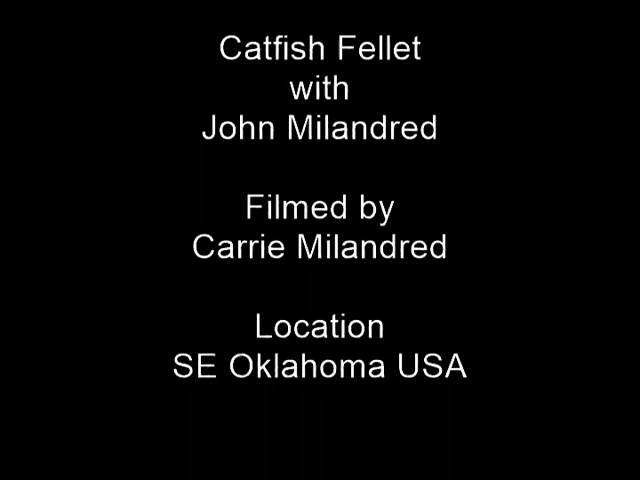 Catfish Fellet
with
John Milandred
Filmed by
Carrie Milandred
Location
SE Oklahoma USA